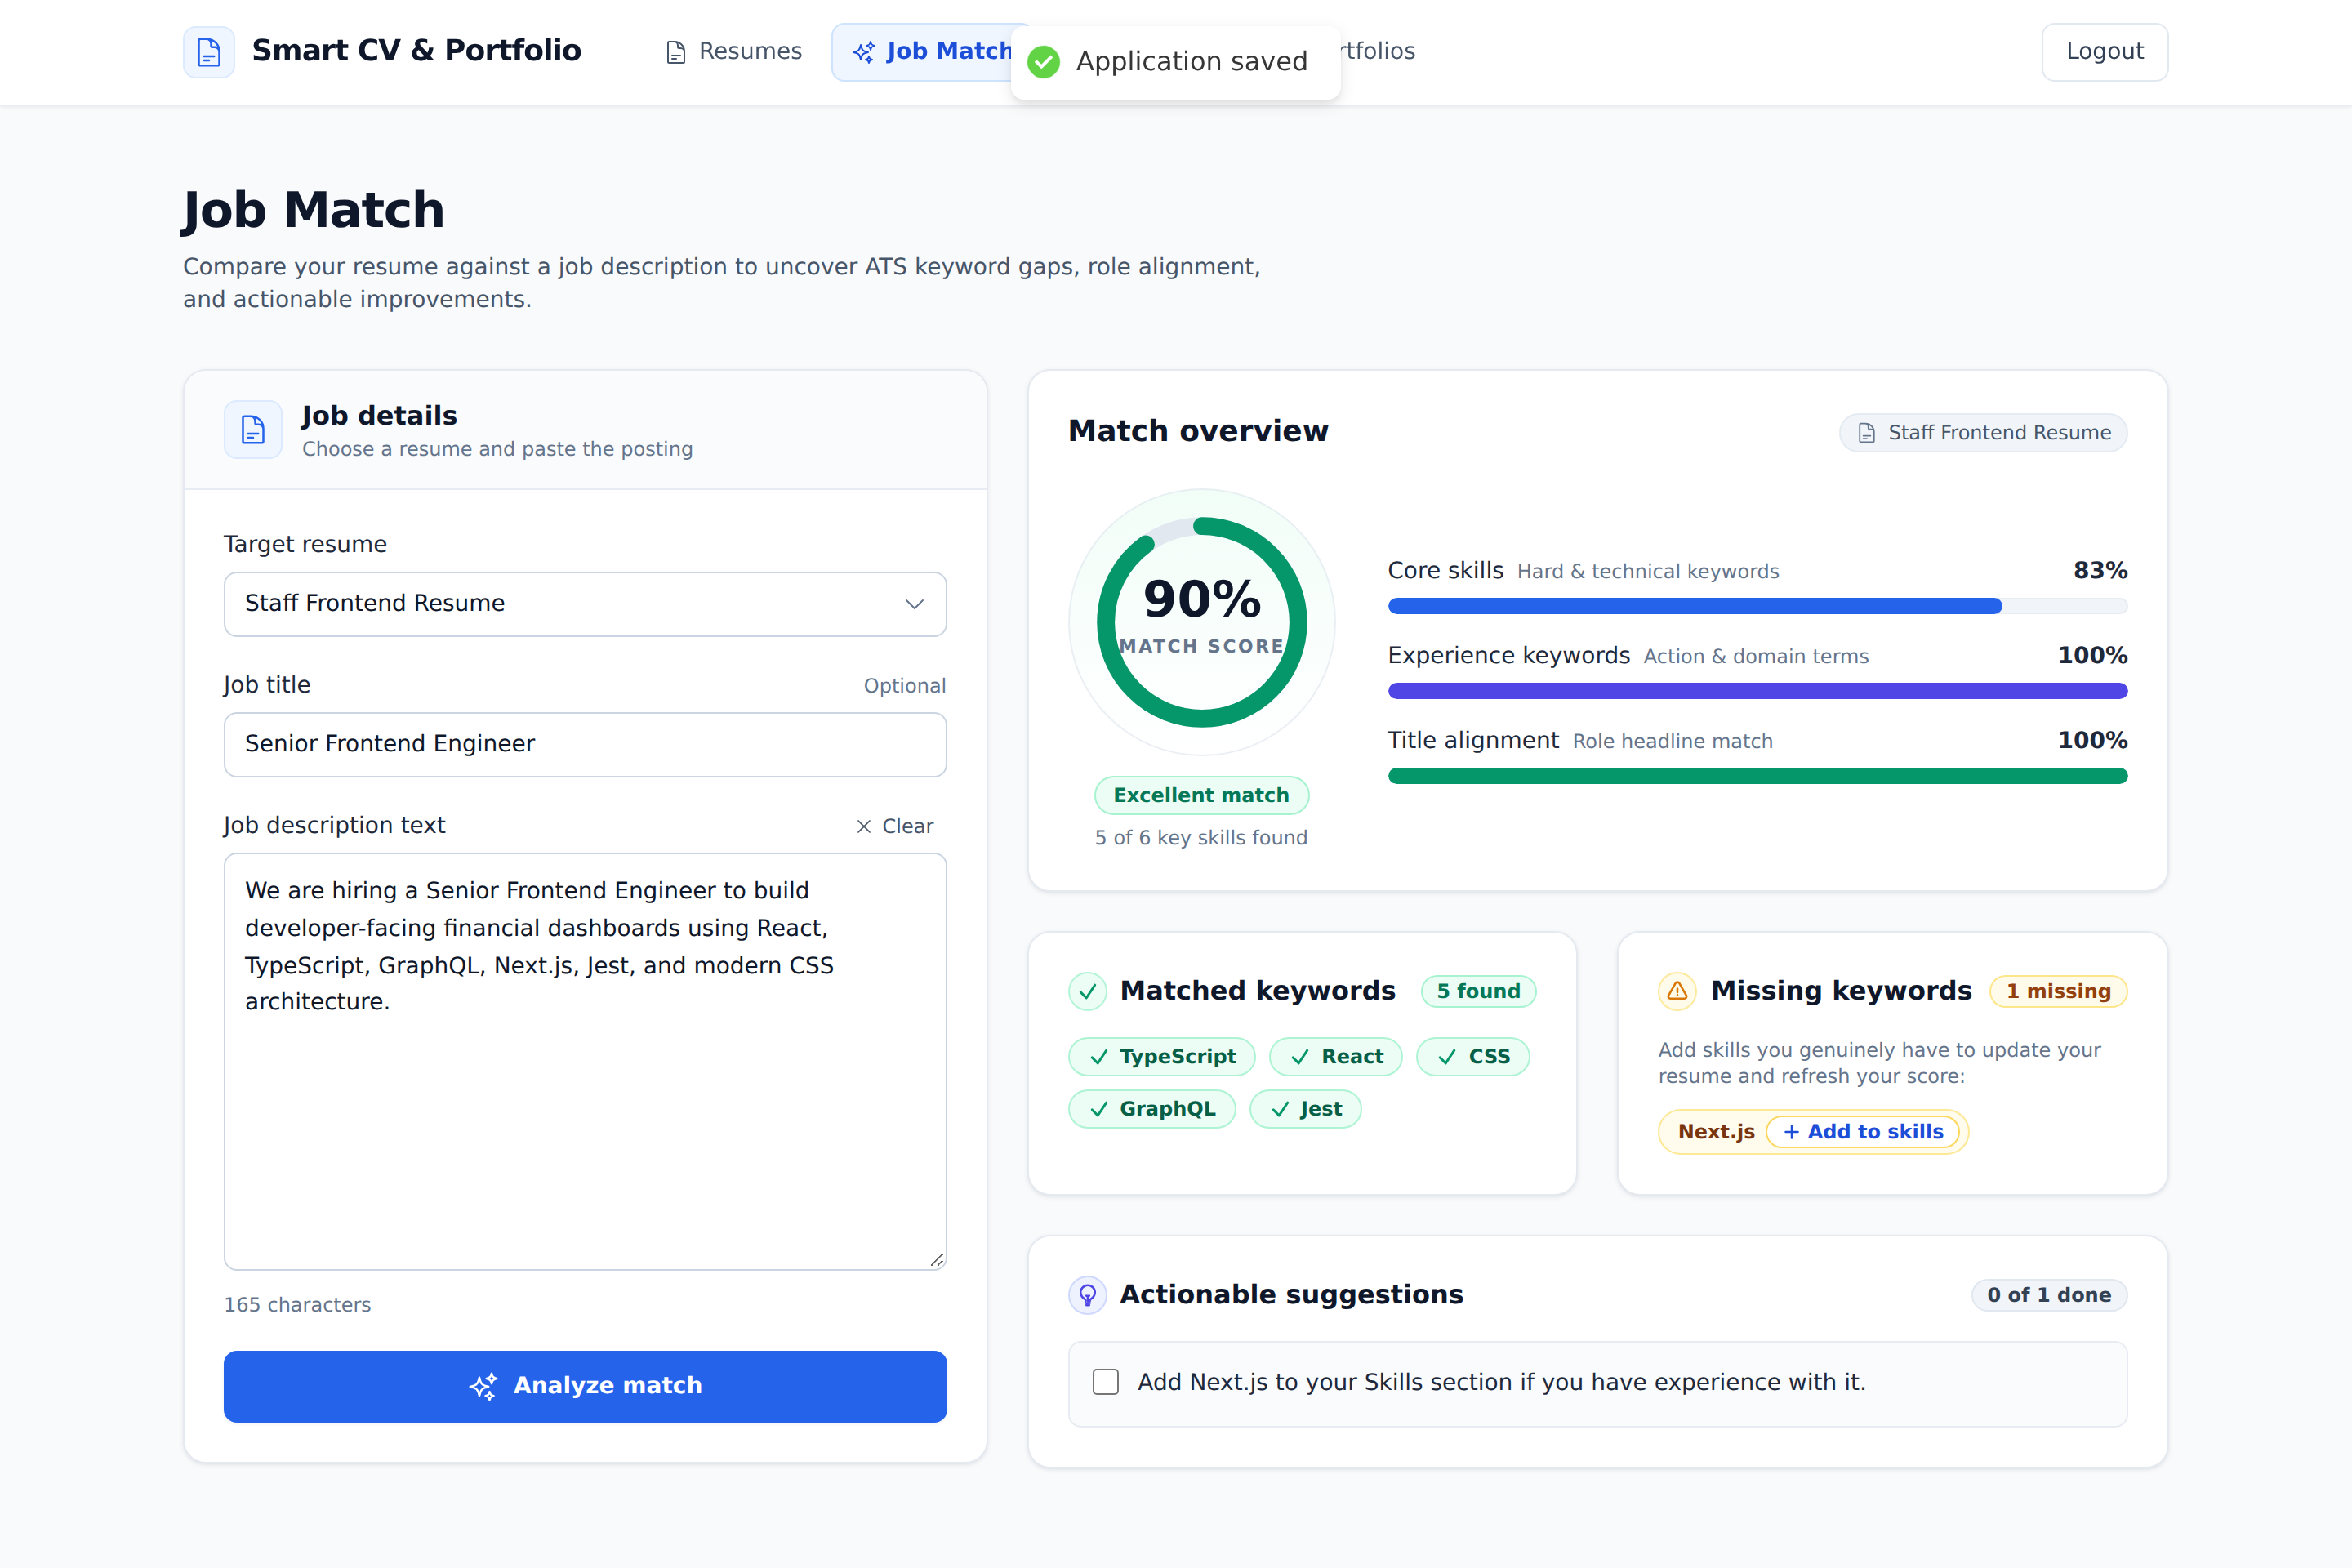 Smart CV & Portfolio
Resumes
Job Match
Application saved
rtfolios
Logout
Job Match
Compare your resume against a job description to uncover ATS keyword gaps, role alignment,
and actionable improvements.
Job details
Choose a resume and paste the posting
Target resume
Staff Frontend Resume
Job title
Optional
Senior Frontend Engineer
Job description text
Clear
We are hiring a Senior Frontend Engineer to build
developer-facing financial dashboards using React,
TypeScript, GraphQL, Next.js, Jest, and modern CSS
architecture.
165 characters
Analyze match
Match overview
Staff Frontend Resume
90%
MATCH SCORE
Excellent match
5 of 6 key skills found
Core skills Hard & technical keywords 83%
Experience keywords Action & domain terms 100%
Title alignment Role headline match 100%
Matched keywords 5 found
TypeScript React CSS
GraphQL Jest
Missing keywords 1 missing
Add skills you genuinely have to update your
resume and refresh your score:
Next.js + Add to skills
Actionable suggestions 0 of 1 done
Add Next.js to your Skills section if you have experience with it.